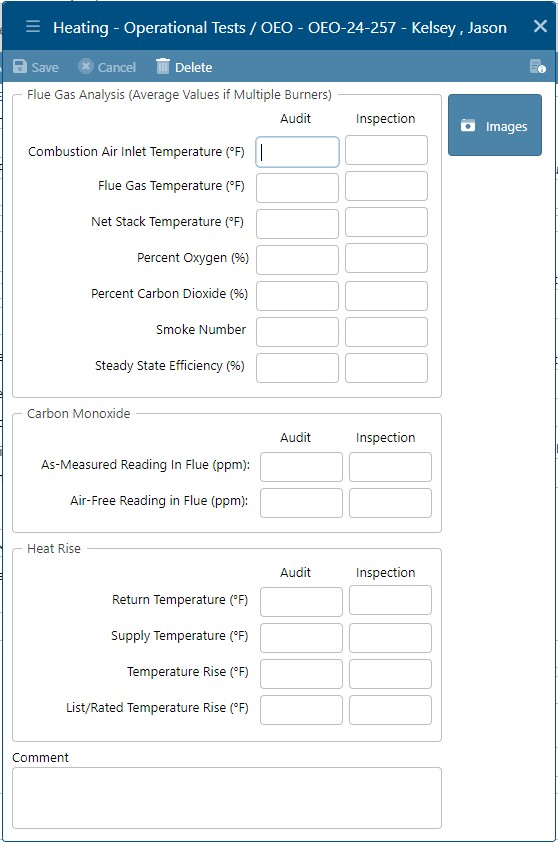 Heating - Operational Tests / OEO - OEO-24-257 - Kelsey , Jason
Save Cancel Delete
Flue Gas Analysis (Average Values if Multiple Burners)
Audit Inspection
Images
Combustion Air Inlet Temperature (°F)
Flue Gas Temperature (°F)
Net Stack Temperature (°F)
Percent Oxygen (%)
Percent Carbon Dioxide (%)
Smoke Number
Steady State Efficiency (%)
Carbon Monoxide
Audit Inspection
As-Measured Reading In Flue (ppm):
Air-Free Reading in Flue (ppm):
Heat Rise
Audit Inspection
Return Temperature (°F)
Supply Temperature (°F)
Temperature Rise (°F)
List/Rated Temperature Rise (°F)
Comment